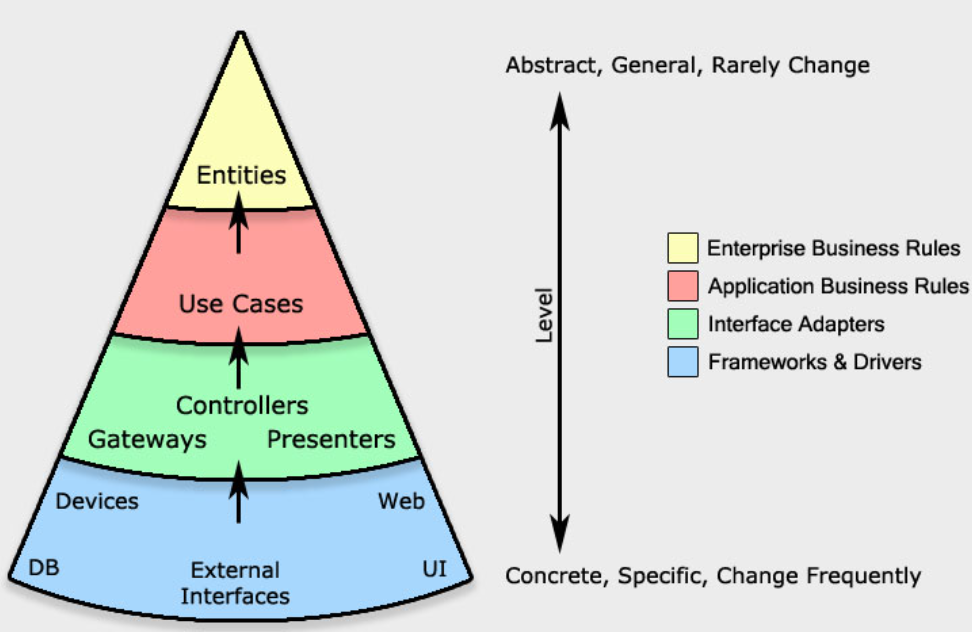 Abstract, General, Rarely Change
Entities
Use Cases
Controllers
Gateways Presenters
Devices Web
DB External UI
Interfaces
Level
Enterprise Business Rules
Application Business Rules
Interface Adapters
Frameworks & Drivers
Concrete, Specific, Change Frequently